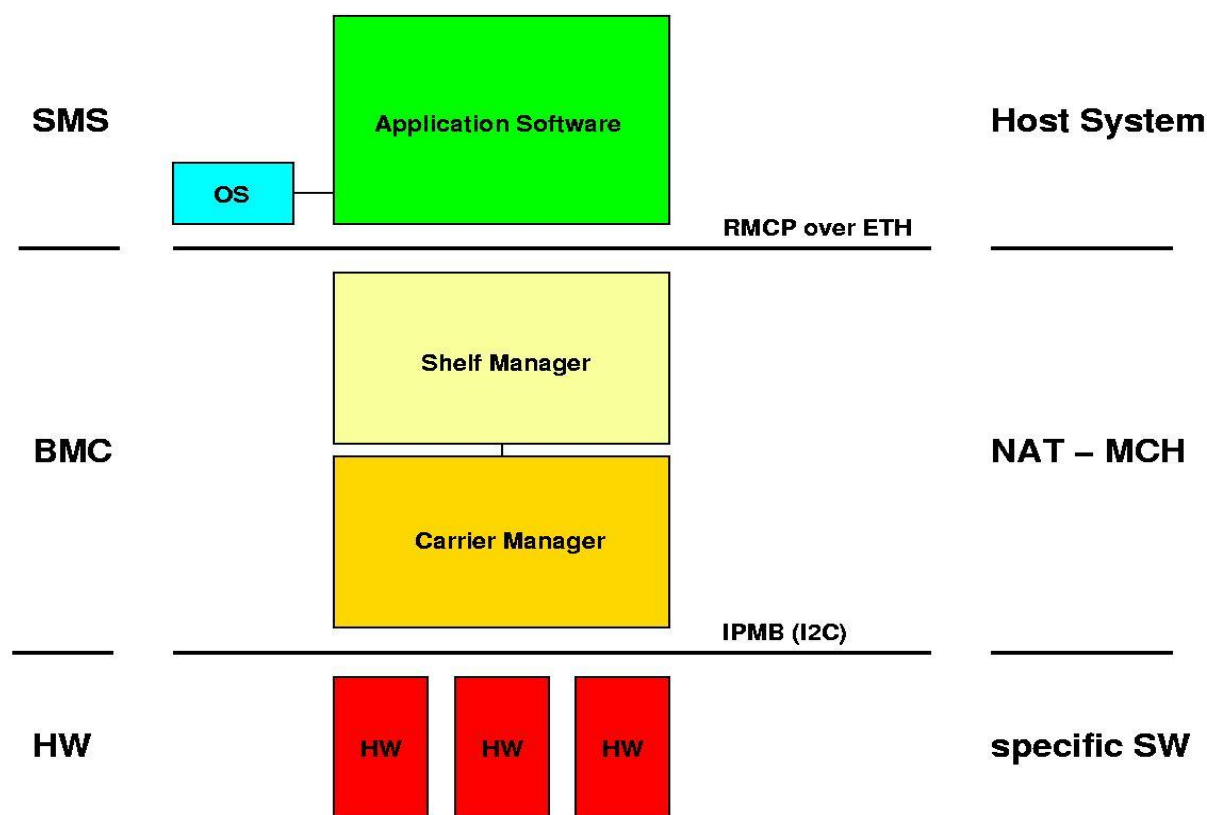 SMS
Application Software
Host System
OS
RMCP over ETH
Shelf Manager
BMC
NAT – MCH
Carrier Manager
IPMB (I2C)
HW
HW
HW
HW
specific SW